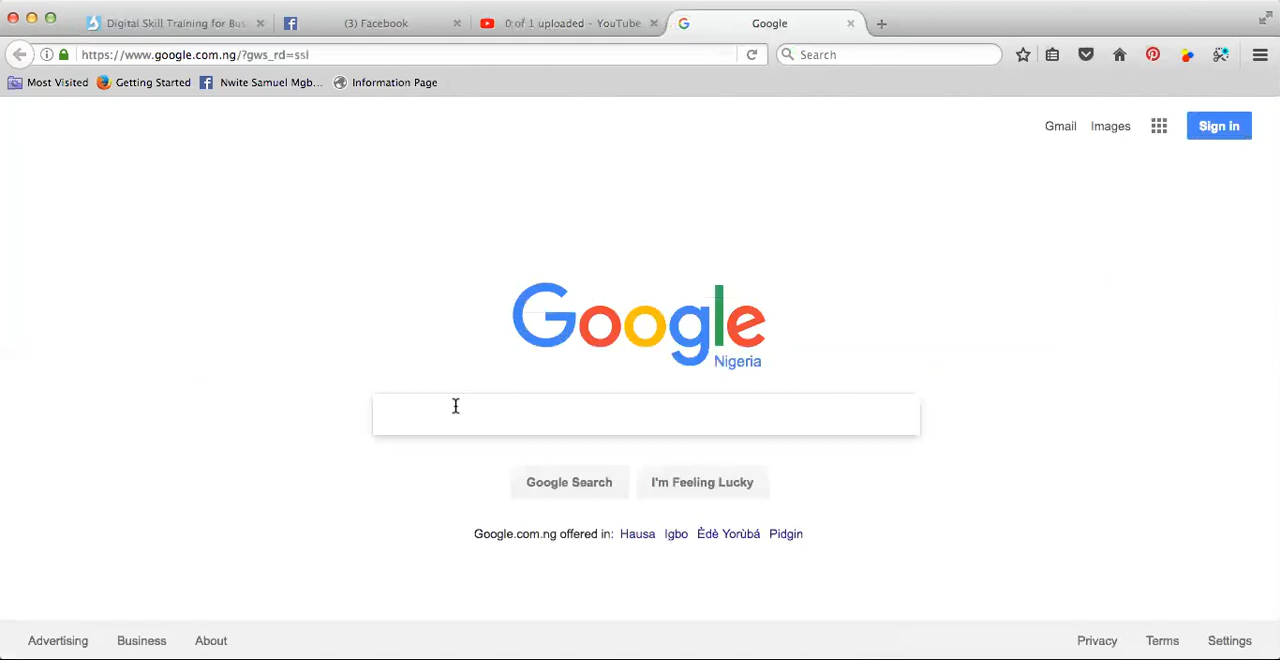 Digital Skill Training for Bus
(3) Facebook
0 of 1 uploaded - YouTube
Google
https://www.google.com.ng/?gws_rd=ssl
Search
Most Visited Getting Started Nwite Samuel Mgb... Information Page
Gmail Images Sign in
Google
Nigeria
Google Search I'm Feeling Lucky
Google.com.ng offered in: Hausa Igbo Èdè Yorùbá Pidgin
Advertising Business About Privacy Terms Settings